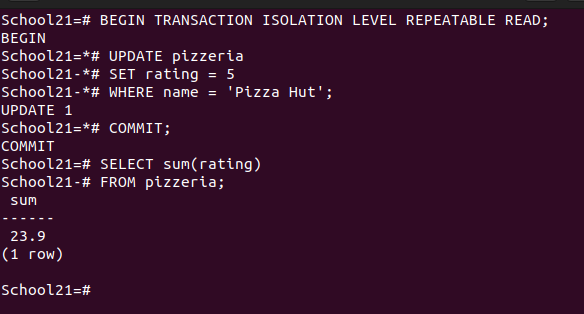 School21=# BEGIN TRANSACTION ISOLATION LEVEL REPEATABLE READ;
BEGIN
School21=*# UPDATE pizzeria
School21-*# SET rating = 5
School21-*# WHERE name = 'Pizza Hut';
UPDATE 1
School21=*# COMMIT;
COMMIT
School21=# SELECT sum(rating)
School21-# FROM pizzeria;
 sum
------
 23.9
(1 row)

School21=#